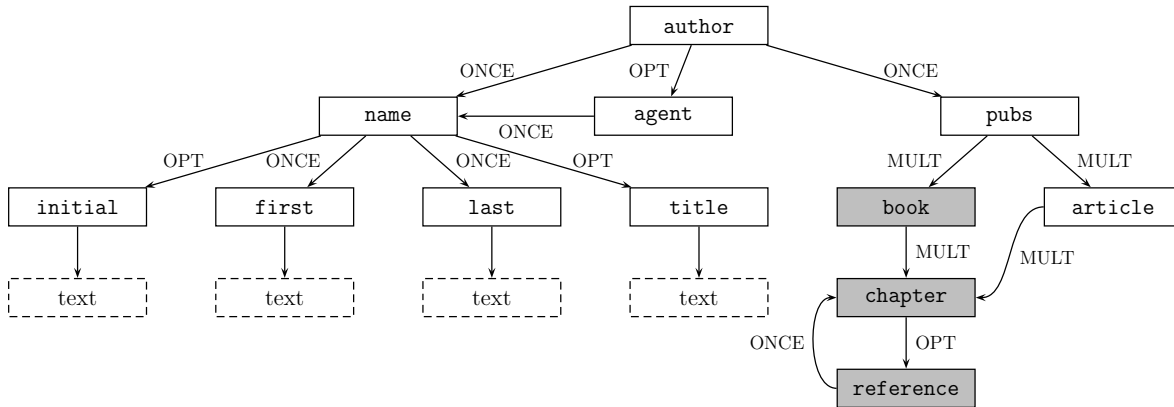 author
ONCE OPT ONCE
name agent pubs
ONCE
OPT ONCE ONCE OPT MULT MULT
initial first last title book article
MULT MULT
text text text text chapter
ONCE OPT
reference